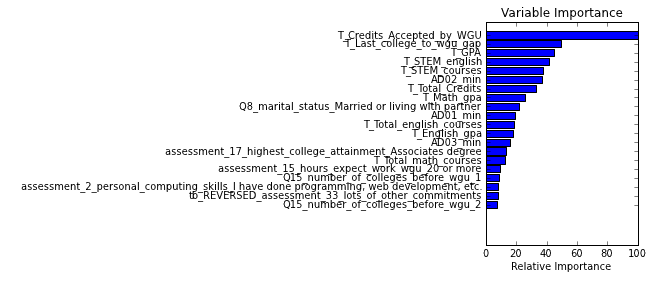 Variable Importance
T_Credits_Accepted_by_WGU
T_Last_college_to_wgu_gap
T_GPA
T_STEM_english
T_STEM_courses
AD02_min
T_Total_Credits
T_Math_gpa
Q8_marital_status_Married or living with partner
AD01_min
T_Total_english_courses
T_English_gpa
AD03_min
assessment_17_highest_college_attainment_Associates degree
T_Total_math_courses
assessment_15_hours_expect_work_wgu_20 or more
Q15_number_of_colleges_before_wgu_1
assessment_2_personal_computing_skills_I have done programming, web development, etc.
tb_REVERSED_assessment_33_lots_of_other_commitments
Q15_number_of_colleges_before_wgu_2
0 20 40 60 80 100
Relative Importance